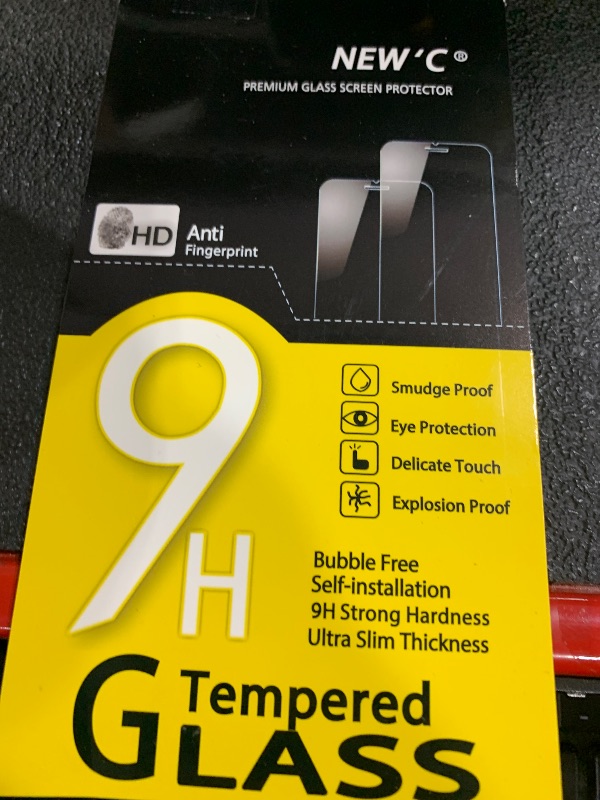 NEW'C®
PREMIUM GLASS SCREEN PROTECTOR
HD Anti
Fingerprint
9H
Smudge Proof
Eye Protection
Delicate Touch
Explosion Proof
Bubble Free
Self-installation
9H Strong Hardness
Ultra Slim Thickness
Tempered
GLASS